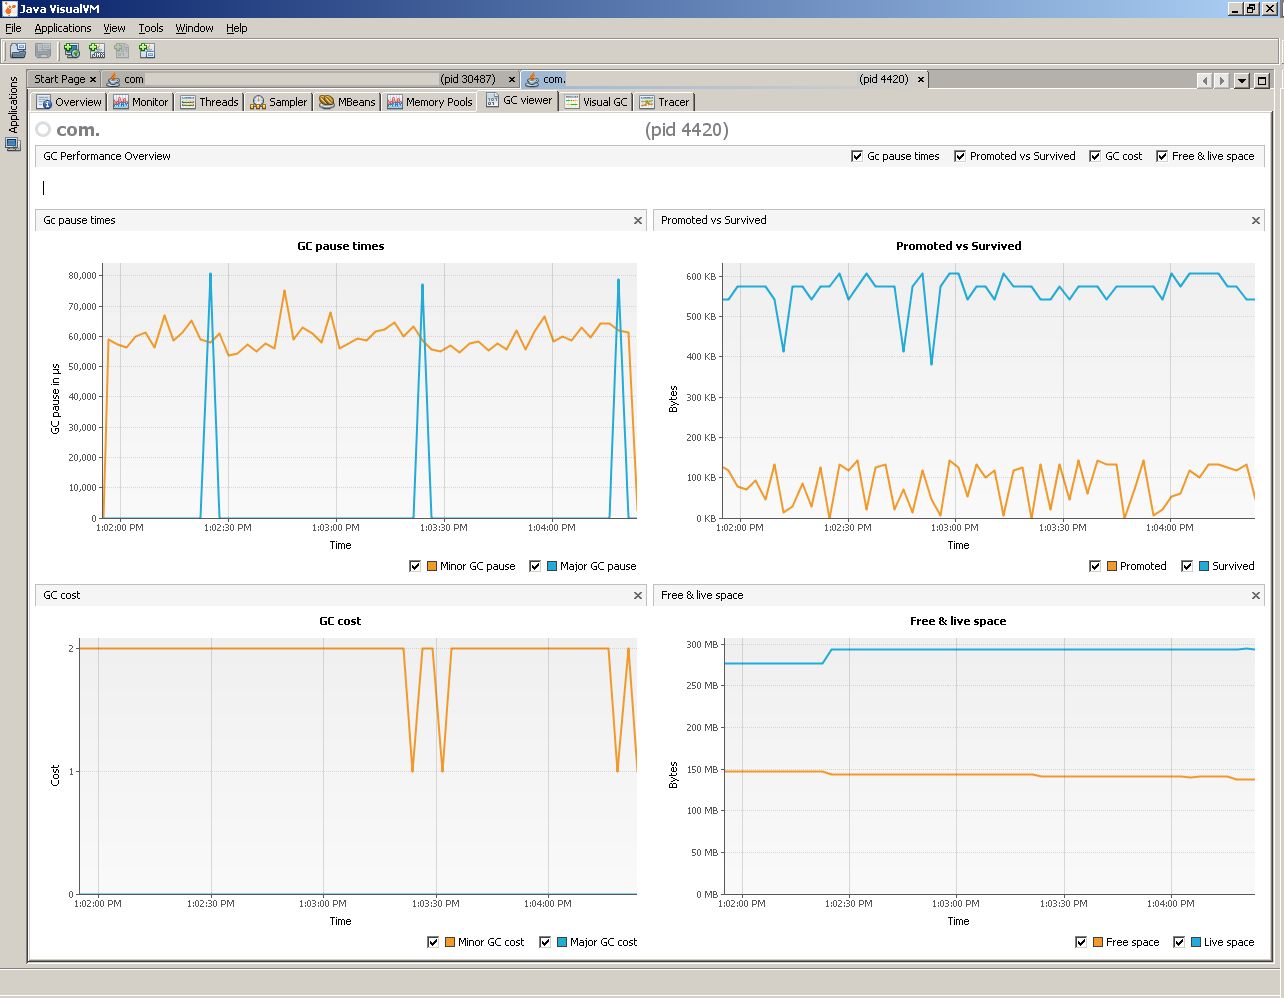 Java VisualVM
File Applications View Tools Window Help
Applications
Start Page com (pid 30487) com. (pid 4420)
Overview Monitor Threads Sampler MBeans Memory Pools GC viewer Visual GC Tracer
com. (pid 4420)
GC Performance Overview Gc pause times Promoted vs Survived GC cost Free & live space
Gc pause times
GC pause times
GC pause in µs
80,000
70,000
60,000
50,000
40,000
30,000
20,000
10,000
0
1:02:00 PM 1:02:30 PM 1:03:00 PM 1:03:30 PM 1:04:00 PM
Time
Minor GC pause Major GC pause
Promoted vs Survived
Promoted vs Survived
Bytes
600 KB
500 KB
400 KB
300 KB
200 KB
100 KB
0 KB
1:02:00 PM 1:02:30 PM 1:03:00 PM 1:03:30 PM 1:04:00 PM
Time
Promoted Survived
GC cost
GC cost
Cost
2
1
0
1:02:00 PM 1:02:30 PM 1:03:00 PM 1:03:30 PM 1:04:00 PM
Time
Minor GC cost Major GC cost
Free & live space
Free & live space
Bytes
300 MB
250 MB
200 MB
150 MB
100 MB
50 MB
0 MB
1:02:00 PM 1:02:30 PM 1:03:00 PM 1:03:30 PM 1:04:00 PM
Time
Free space Live space